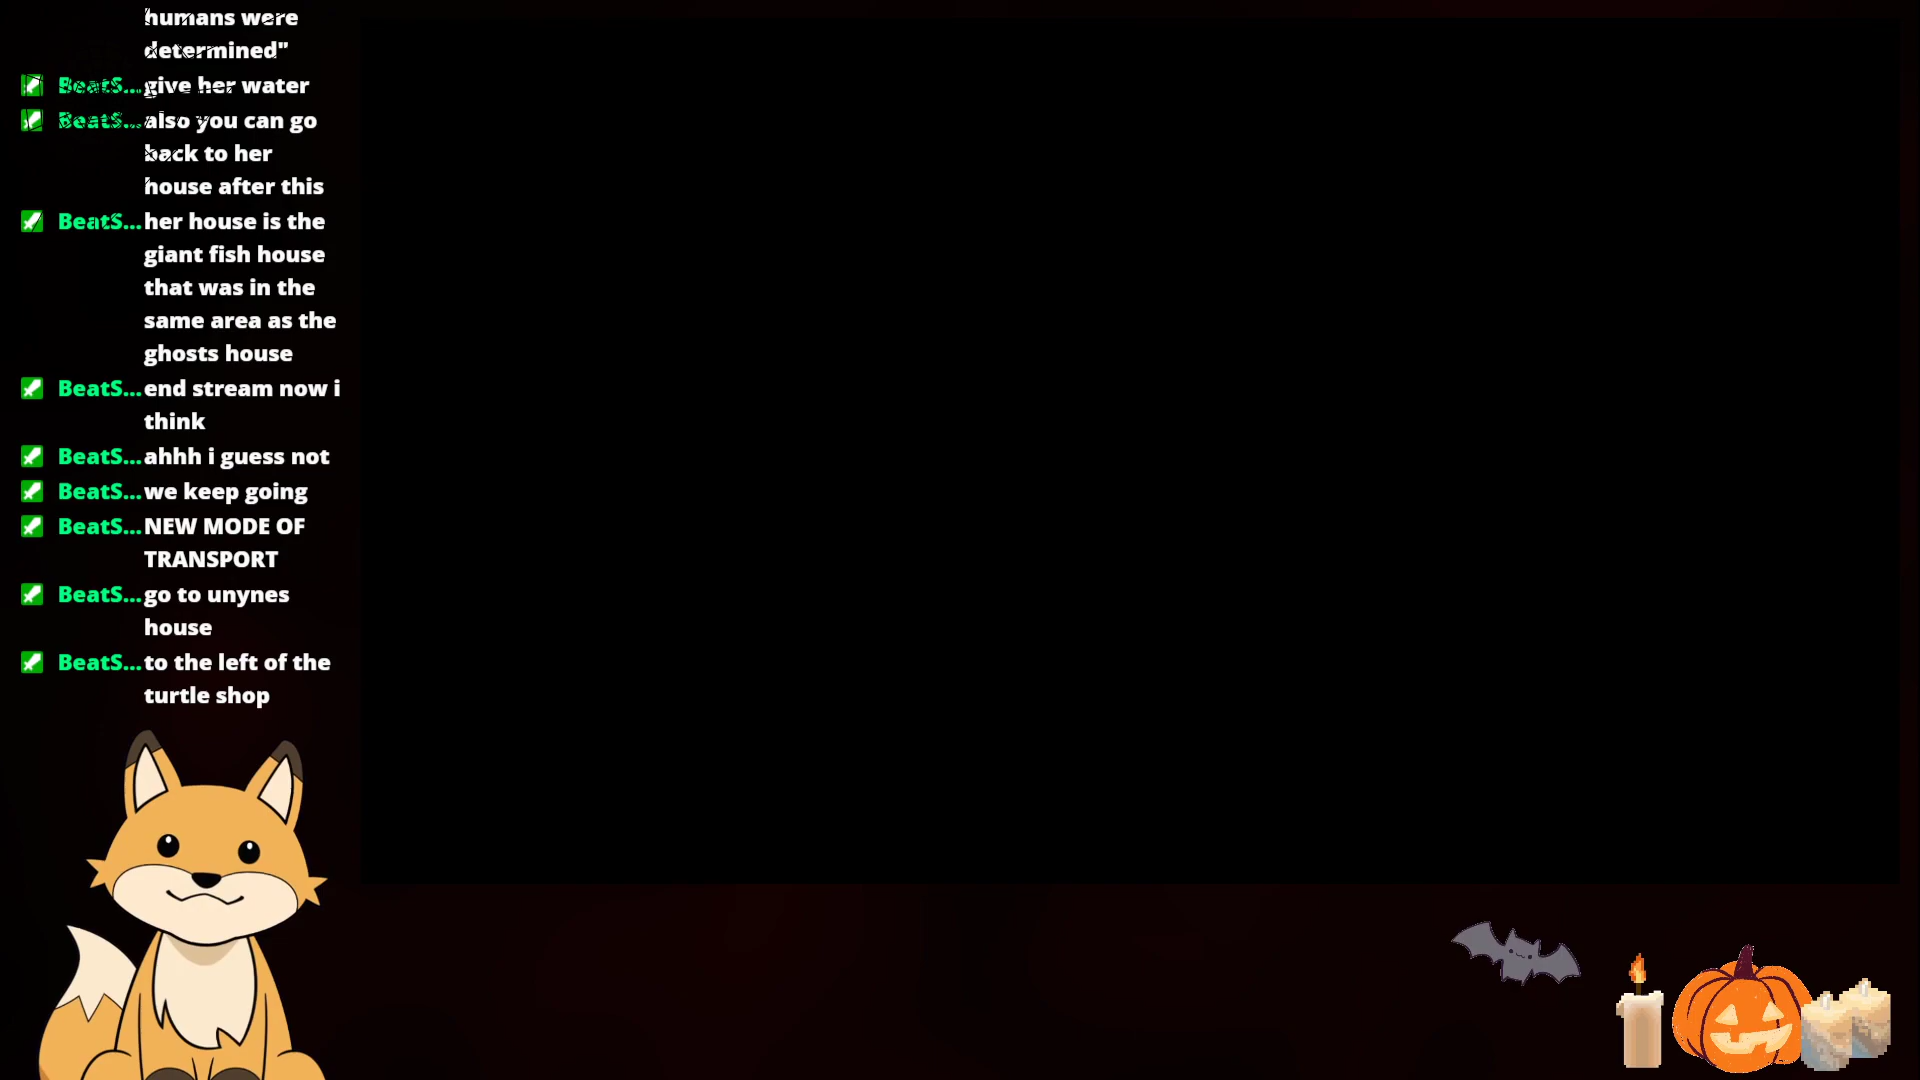 humans were
determined"
BeatS... give her water
BeatS... also you can go
back to her
house after this
BeatS... her house is the
giant fish house
that was in the
same area as the
ghosts house
BeatS... end stream now i
think
BeatS... ahhh i guess not
BeatS... we keep going
BeatS... NEW MODE OF
TRANSPORT
BeatS... go to unynes
house
BeatS... to the left of the
turtle shop